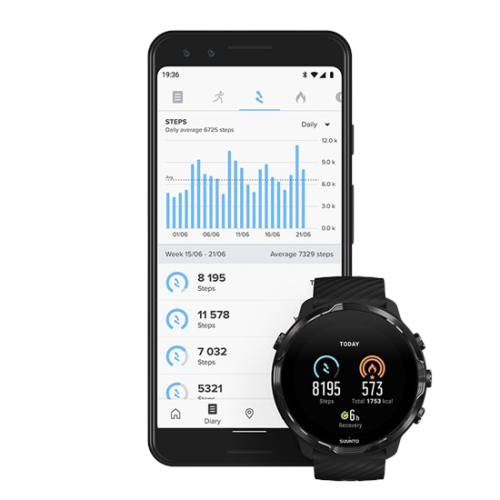 19:36
STEPS
Daily average 6725 steps
Daily
12.0 k
Avg
6.0 k
3.0 k
0.0 k
01/06 06/06 11/06 16/06 21/06
Week 15/06 - 21/06 Average 7329 steps
8 195
Steps
11 578
Steps
7 032
Steps
5321
Steps
Diary
TODAY
8195 573
Steps Total 1753 kcal
6h
Recovery
SUUNTO